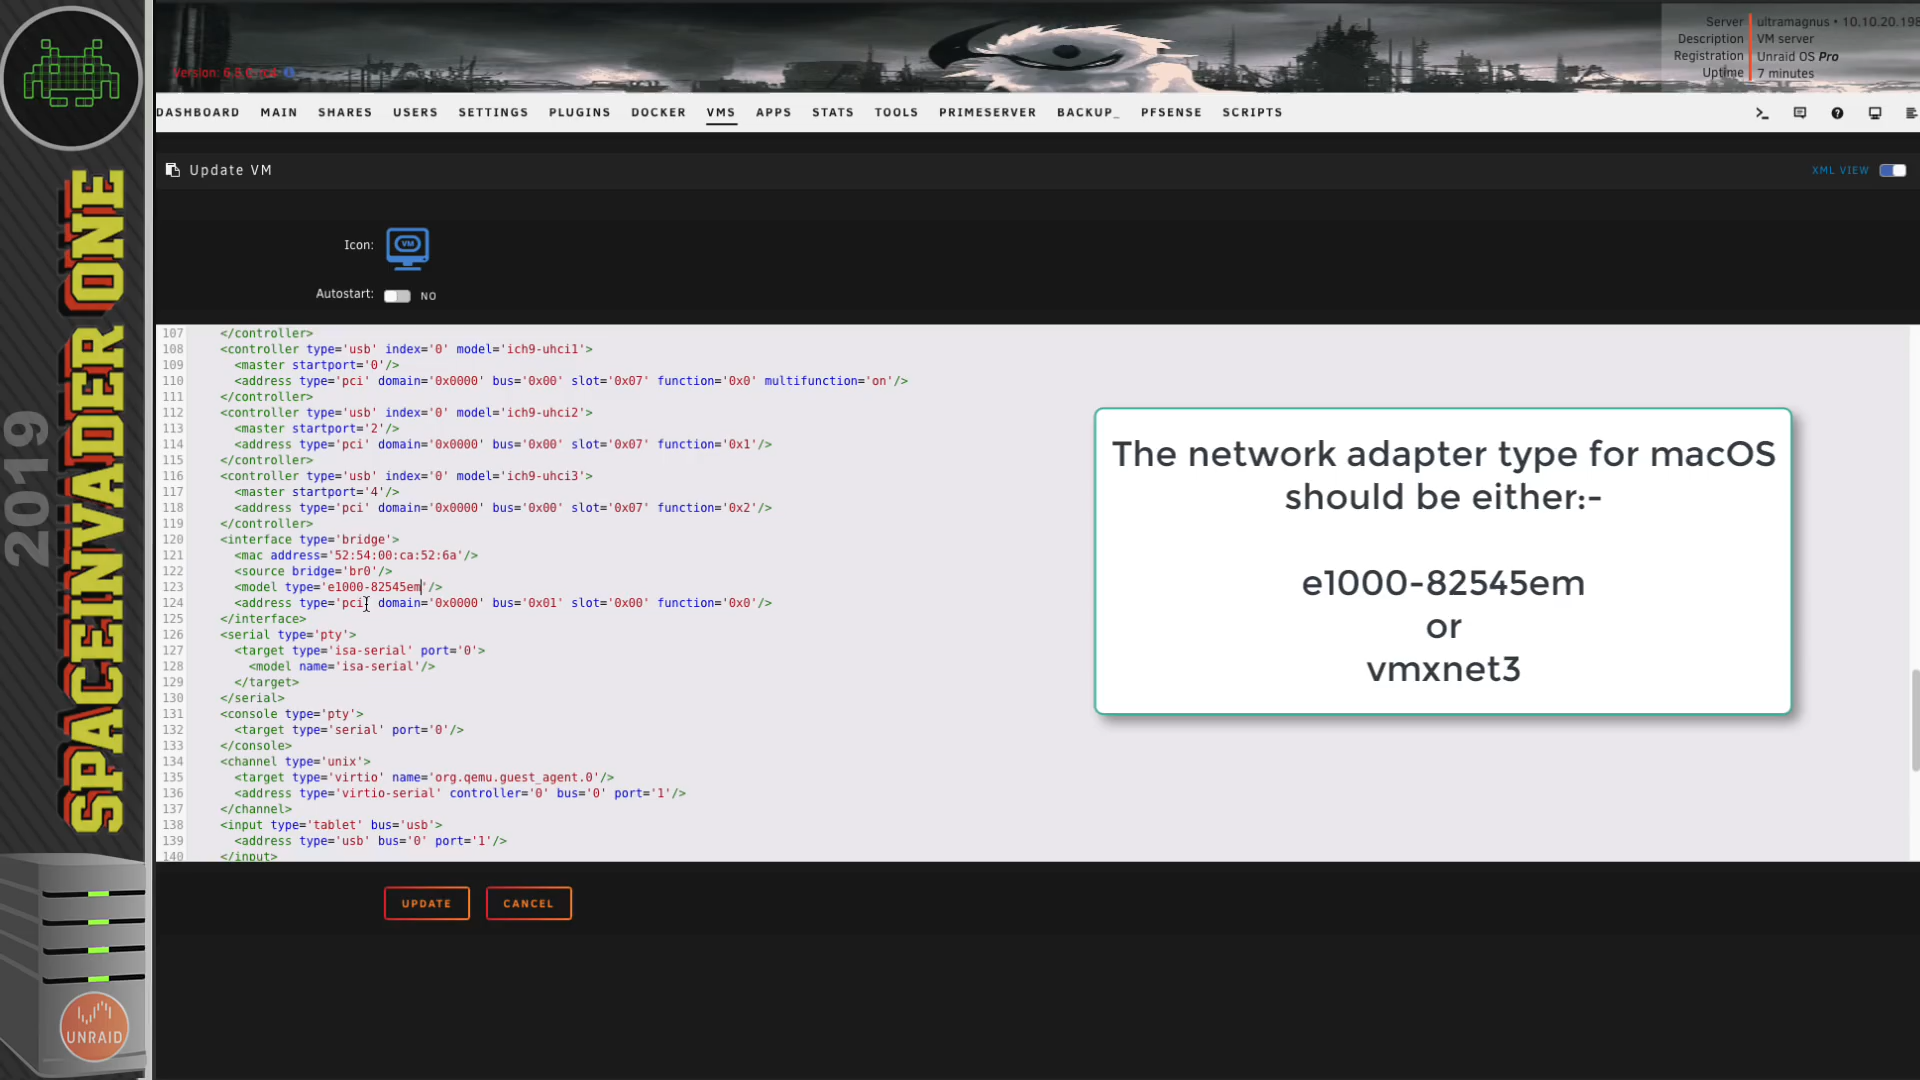 Server ultramagnus • 10.10.20.198
Description VM server
Registration Unraid OS Pro
Uptime 7 minutes
DASHBOARD MAIN SHARES USERS SETTINGS PLUGINS DOCKER VMS APPS STATS TOOLS PRIMESERVER BACKUP_ PFSENSE SCRIPTS
Update VM
XML VIEW
Icon:
VM
Autostart: NO
107 </controller>
108 <controller type='usb' index='0' model='ich9-uhci1'>
109 <master startport='0'/>
110 <address type='pci' domain='0x0000' bus='0x00' slot='0x07' function='0x0' multifunction='on'/>
111 </controller>
112 <controller type='usb' index='0' model='ich9-uhci2'>
113 <master startport='2'/>
114 <address type='pci' domain='0x0000' bus='0x00' slot='0x07' function='0x1'/>
115 </controller>
116 <controller type='usb' index='0' model='ich9-uhci3'>
117 <master startport='4'/>
118 <address type='pci' domain='0x0000' bus='0x00' slot='0x07' function='0x2'/>
119 </controller>
120 <interface type='bridge'>
121 <mac address='52:54:00:ca:52:6a'/>
122 <source bridge='br0'/>
123 <model type='e1000-82545em'/>
124 <address type='pci' domain='0x0000' bus='0x01' slot='0x00' function='0x0'/>
125 </interface>
126 <serial type='pty'>
127 <target type='isa-serial' port='0'>
128 <model name='isa-serial'/>
129 </target>
130 </serial>
131 <console type='pty'>
132 <target type='serial' port='0'/>
133 </console>
134 <channel type='unix'>
135 <target type='virtio' name='org.qemu.guest_agent.0'/>
136 <address type='virtio-serial' controller='0' bus='0' port='1'/>
137 </channel>
138 <input type='tablet' bus='usb'>
139 <address type='usb' bus='0' port='1'/>
140 </input>
The network adapter type for macOS
should be either:-
e1000-82545em
or
vmxnet3
UPDATE CANCEL
2019
SPACEINVADER ONE
UNRAID